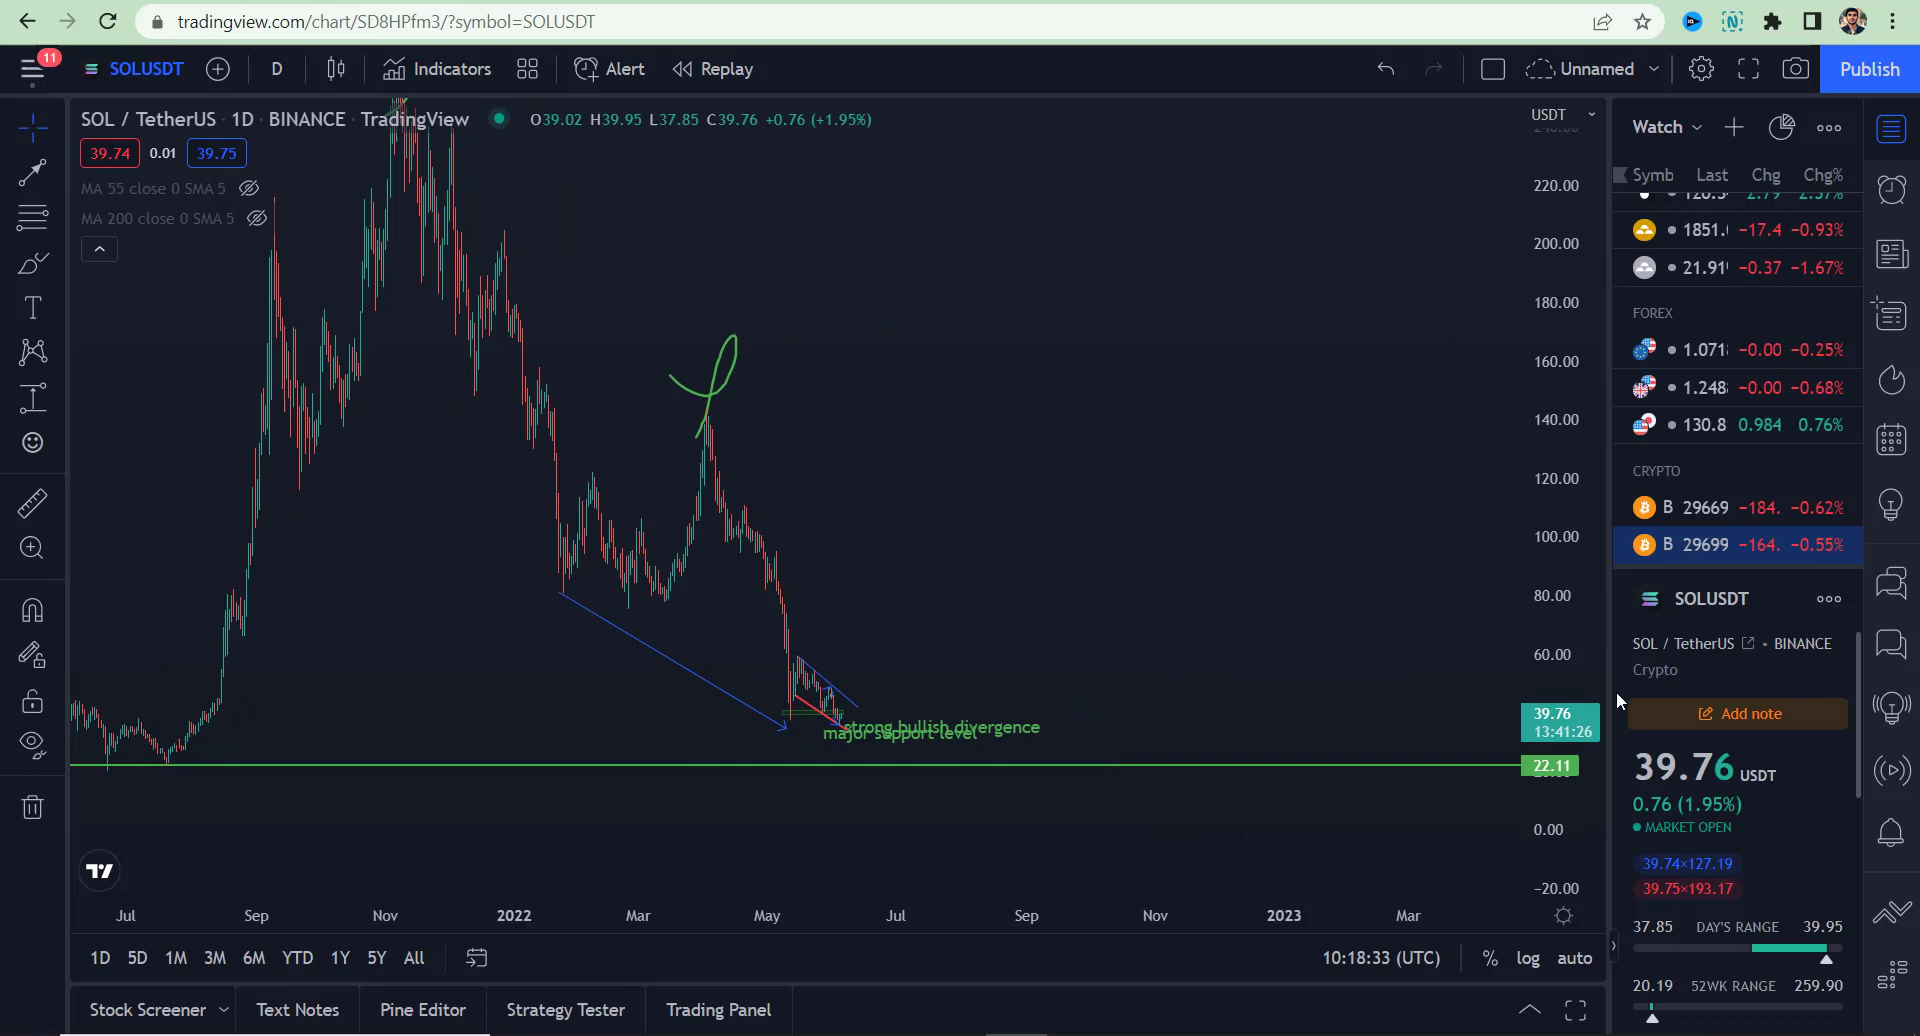 tradingview.com/chart/SD8HPfm3/?symbol=SOLUSDT
11
SOLUSDT
D
Indicators
Alert
Replay
Unnamed
Publish
SOL / TetherUS · 1D · BINANCE · TradingView
O39.02 H39.95 L37.85 C39.76 +0.76 (+1.95%)
39.74 0.01 39.75
MA 55 close 0 SMA 5
MA 200 close 0 SMA 5
USDT
220.00
200.00
180.00
160.00
140.00
120.00
100.00
80.00
60.00
39.76
13:41:26
22.11
0.00
−20.00
strong bullish divergence
major support level
Jul Sep Nov 2022 Mar May Jul Sep Nov 2023 Mar
1D 5D 1M 3M 6M YTD 1Y 5Y All
10:18:33 (UTC) % log auto
Stock Screener Text Notes Pine Editor Strategy Tester Trading Panel
Watch
Symb Last Chg Chg%
1851. −17.4 −0.93%
21.91 −0.37 −1.67%
FOREX
1.071 −0.00 −0.25%
1.248 −0.00 −0.68%
130.8 0.984 0.76%
CRYPTO
B 29669 −184. −0.62%
B 29699 −164. −0.55%
SOLUSDT
SOL / TetherUS • BINANCE
Crypto
Add note
39.76 USDT
0.76 (1.95%)
MARKET OPEN
39.74×127.19
39.75×193.17
37.85 DAY'S RANGE 39.95
20.19 52WK RANGE 259.90